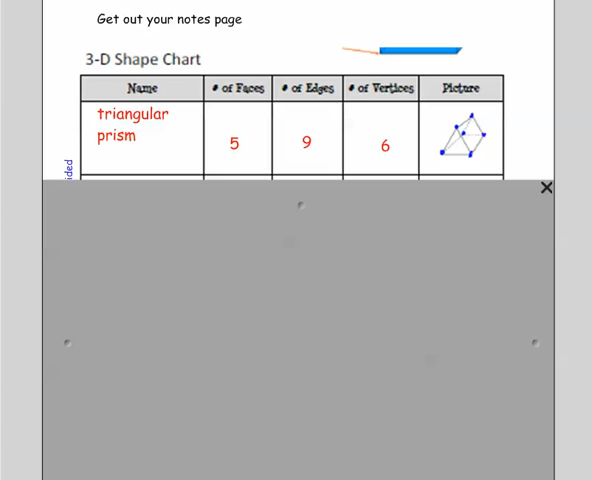 Get out your notes page
3-D Shape Chart
Name # of Faces # of Edges # of Vertices Picture
triangular
prism
5 9 6